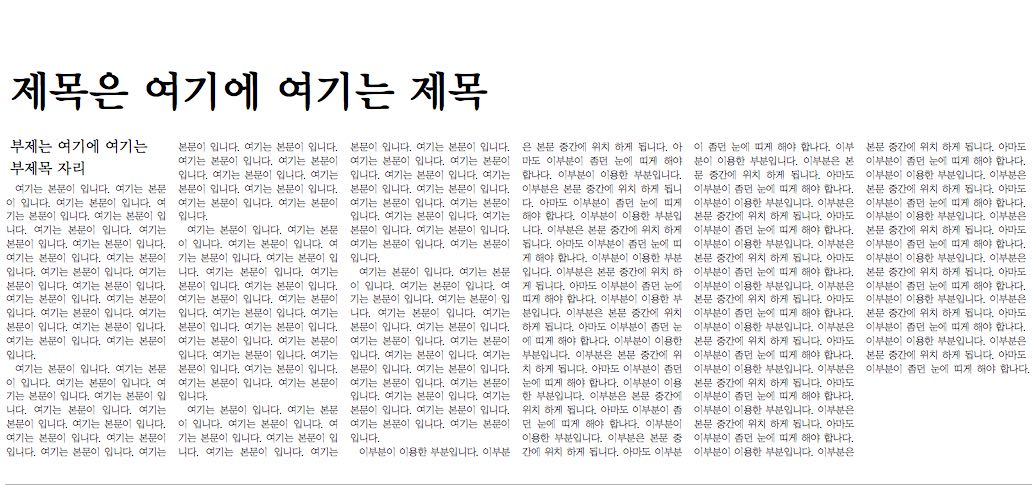 제목은 여기에 여기는 제목
부제는 여기에 여기는
부제목 자리
여기는 본문이 입니다. 여기는 본문
이 입니다. 여기는 본문이 입니다. 여
기는 본문이 입니다. 여기는 본문이 입
니다. 여기는 본문이 입니다. 여기는
본문이 입니다. 여기는 본문이 입니다.
여기는 본문이 입니다. 여기는 본문이
입니다. 여기는 본문이 입니다. 여기는
본문이 입니다. 여기는 본문이 입니다.
여기는 본문이 입니다. 여기는 본문이
입니다. 여기는 본문이 입니다. 여기는
본문이 입니다. 여기는 본문이 입니다.
여기는 본문이 입니다. 여기는 본문이
입니다.
여기는 본문이 입니다. 여기는 본문
이 입니다. 여기는 본문이 입니다. 여
기는 본문이 입니다. 여기는 본문이 입
니다. 여기는 본문이 입니다. 여기는
본문이 입니다. 여기는 본문이 입니다.
여기는 본문이 입니다. 여기는 본문이
입니다. 여기는 본문이 입니다. 여기는
본문이 입니다. 여기는 본문이 입니다.
여기는 본문이 입니다. 여기는 본문이
입니다. 여기는 본문이 입니다. 여기는
본문이 입니다. 여기는 본문이 입니다.
여기는 본문이 입니다. 여기는 본문이
입니다.
여기는 본문이 입니다. 여기는 본문
이 입니다. 여기는 본문이 입니다. 여
기는 본문이 입니다. 여기는 본문이 입
니다. 여기는 본문이 입니다. 여기는
본문이 입니다. 여기는 본문이 입니다.
여기는 본문이 입니다. 여기는 본문이
입니다. 여기는 본문이 입니다. 여기는
본문이 입니다. 여기는 본문이 입니다.
여기는 본문이 입니다. 여기는 본문이
입니다. 여기는 본문이 입니다. 여기는
본문이 입니다. 여기는 본문이 입니다.
여기는 본문이 입니다. 여기는 본문이
입니다.
여기는 본문이 입니다. 여기는 본문
이 입니다. 여기는 본문이 입니다. 여
기는 본문이 입니다. 여기는 본문이 입
니다. 여기는 본문이 입니다. 여기는
본문이 입니다. 여기는 본문이 입니다.
여기는 본문이 입니다. 여기는 본문이
입니다. 여기는 본문이 입니다. 여기는
본문이 입니다. 여기는 본문이 입니다.
여기는 본문이 입니다. 여기는 본문이
입니다. 여기는 본문이 입니다. 여기는
본문이 입니다. 여기는 본문이 입니다.
여기는 본문이 입니다. 여기는 본문이
입니다.
여기는 본문이 입니다. 여기는 본문
이 입니다. 여기는 본문이 입니다. 여
기는 본문이 입니다. 여기는 본문이 입
니다. 여기는 본문이 입니다. 여기는
본문이 입니다. 여기는 본문이 입니다.
여기는 본문이 입니다. 여기는 본문이
입니다. 여기는 본문이 입니다. 여기는
본문이 입니다. 여기는 본문이 입니다.
여기는 본문이 입니다. 여기는 본문이
입니다. 여기는 본문이 입니다. 여기는
본문이 입니다. 여기는 본문이 입니다.
여기는 본문이 입니다. 여기는 본문이
입니다.
이부분이 이용한 부분입니다. 이부분
은 본문 중간에 위치 하게 됩니다. 아
마도 이부분이 좀던 눈에 띠게 해야
합나다. 이부분이 이용한 부분입니다.
이부분은 본문 중간에 위치 하게 됩니
다. 아마도 이부분이 좀던 눈에 띠게
해야 합나다. 이부분이 이용한 부분입
니다. 이부분은 본문 중간에 위치 하게
됩니다. 아마도 이부분이 좀던 눈에 띠
게 해야 합나다. 이부분이 이용한 부분
입니다. 이부분은 본문 중간에 위치 하
게 됩니다. 아마도 이부분이 좀던 눈에
띠게 해야 합나다. 이부분이 이용한 부
분입니다. 이부분은 본문 중간에 위치
하게 됩니다. 아마도 이부분이 좀던 눈
에 띠게 해야 합나다. 이부분이 이용한
부분입니다. 이부분은 본문 중간에 위
치 하게 됩니다. 아마도 이부분이 좀던
눈에 띠게 해야 합나다. 이부분이 이용
한 부분입니다. 이부분은 본문 중간에
위치 하게 됩니다. 아마도 이부분이 좀
던 눈에 띠게 해야 합나다. 이부분이
이용한 부분입니다. 이부분은 본문 중
간에 위치 하게 됩니다. 아마도 이부분
이 좀던 눈에 띠게 해야 합나다. 이부
분이 이용한 부분입니다. 이부분은 본
문 중간에 위치 하게 됩니다. 아마도
이부분이 좀던 눈에 띠게 해야 합나다.
이부분이 이용한 부분입니다. 이부분은
본문 중간에 위치 하게 됩니다. 아마도
이부분이 좀던 눈에 띠게 해야 합나다.
이부분이 이용한 부분입니다. 이부분은
본문 중간에 위치 하게 됩니다. 아마도
이부분이 좀던 눈에 띠게 해야 합나다.
이부분이 이용한 부분입니다. 이부분은
본문 중간에 위치 하게 됩니다. 아마도
이부분이 좀던 눈에 띠게 해야 합나다.
이부분이 이용한 부분입니다. 이부분은
본문 중간에 위치 하게 됩니다. 아마도
이부분이 좀던 눈에 띠게 해야 합나다.
이부분이 이용한 부분입니다. 이부분은
본문 중간에 위치 하게 됩니다. 아마도
이부분이 좀던 눈에 띠게 해야 합나다.
이부분이 이용한 부분입니다. 이부분은
본문 중간에 위치 하게 됩니다. 아마도
이부분이 좀던 눈에 띠게 해야 합나다.
이부분이 이용한 부분입니다. 이부분은
본문 중간에 위치 하게 됩니다. 아마도
이부분이 좀던 눈에 띠게 해야 합나다.
이부분이 이용한 부분입니다. 이부분은
본문 중간에 위치 하게 됩니다. 아마도
이부분이 좀던 눈에 띠게 해야 합나다.
이부분이 이용한 부분입니다. 이부분은
본문 중간에 위치 하게 됩니다. 아마도
이부분이 좀던 눈에 띠게 해야 합나다.
이부분이 이용한 부분입니다. 이부분은
본문 중간에 위치 하게 됩니다. 아마도
이부분이 좀던 눈에 띠게 해야 합나다.
이부분이 이용한 부분입니다. 이부분은
본문 중간에 위치 하게 됩니다. 아마도
이부분이 좀던 눈에 띠게 해야 합나다.
이부분이 이용한 부분입니다. 이부분은
본문 중간에 위치 하게 됩니다. 아마도
이부분이 좀던 눈에 띠게 해야 합나다.